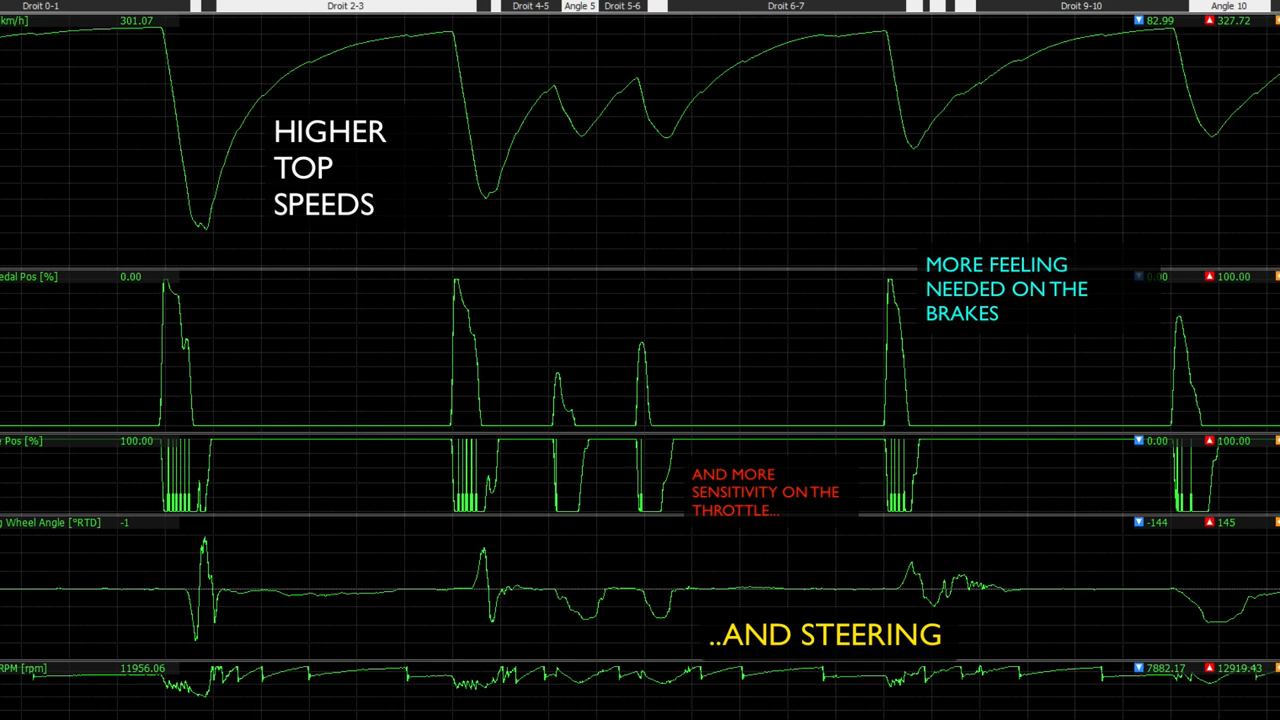 Droit 0-1 Droit 2-3 Droit 4-5 Angle 5 Droit 5-6 Droit 6-7 Droit 9-10 Angle 10
km/h] 301.07 82.99 327.72
HIGHER
TOP
SPEEDS
MORE FEELING
NEEDED ON THE
BRAKES
edal Pos [%] 0.00 0.00 100.00
e Pos [%] 100.00 0.00 100.00
AND MORE
SENSITIVITY ON THE
THROTTLE...
g Wheel Angle [°RTD] -1 -144 145
..AND STEERING
RPM [rpm] 11956.06 7882.17 12919.43